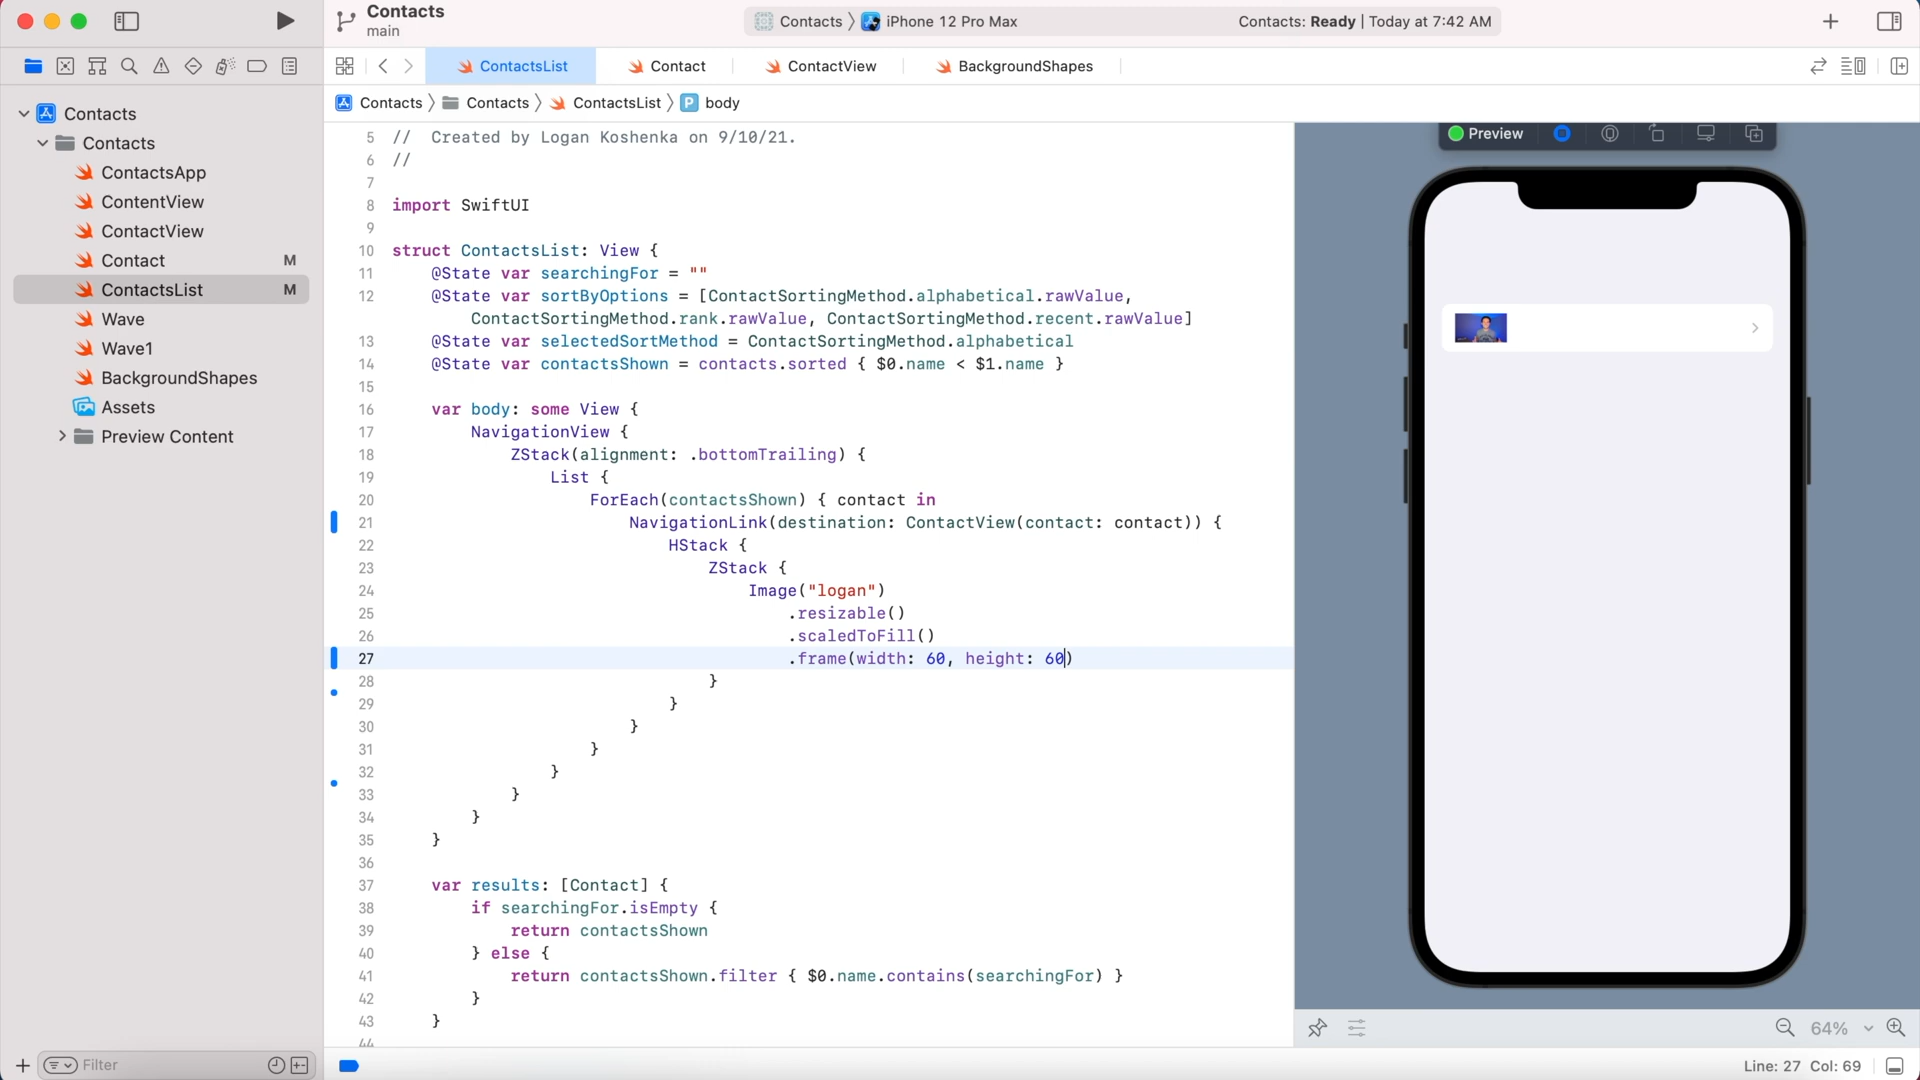 Contacts
main
Contacts
iPhone 12 Pro Max
Contacts: Ready | Today at 7:42 AM
ContactsList
Contact
ContactView
BackgroundShapes
Contacts
Contacts
ContactsList
P
body
Contacts
Contacts
ContactsApp
ContentView
ContactView
Contact M
ContactsList M
Wave
Wave1
BackgroundShapes
Assets
Preview Content
Filter
5 //  Created by Logan Koshenka on 9/10/21.
6 //
7
8 import SwiftUI
9
10 struct ContactsList: View {
11 @State var searchingFor = ""
12 @State var sortByOptions = [ContactSortingMethod.alphabetical.rawValue,
ContactSortingMethod.rank.rawValue, ContactSortingMethod.recent.rawValue]
13 @State var selectedSortMethod = ContactSortingMethod.alphabetical
14 @State var contactsShown = contacts.sorted { $0.name < $1.name }
15
16 var body: some View {
17 NavigationView {
18 ZStack(alignment: .bottomTrailing) {
19 List {
20 ForEach(contactsShown) { contact in
21 NavigationLink(destination: ContactView(contact: contact)) {
22 HStack {
23 ZStack {
24 Image("logan")
25 .resizable()
26 .scaledToFill()
27 .frame(width: 60, height: 60)
28 }
29 }
30 }
31 }
32 }
33 }
34 }
35 }
36
37 var results: [Contact] {
38 if searchingFor.isEmpty {
39 return contactsShown
40 } else {
41 return contactsShown.filter { $0.name.contains(searchingFor) }
42 }
43 }
44
Preview
64%
Line: 27 Col: 69